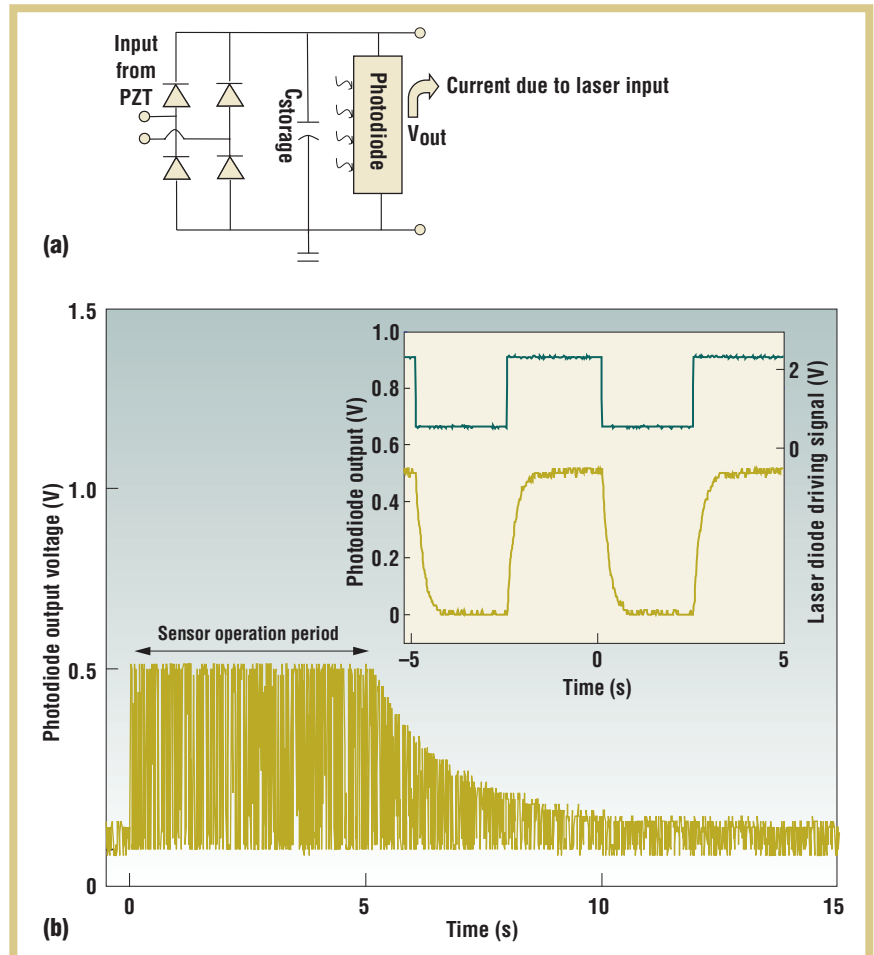 Input
from
PZT
Cstorage
Photodiode
Current due to laser input
Vout
(a)
1.5
1.0
0.5
0
Photodiode output voltage (V)
Sensor operation period
1.0
0.8
0.6
0.4
0.2
0
Photodiode output (V)
2
0
Laser diode driving signal (V)
–5
0
5
Time (s)
0
5
10
15
Time (s)
(b)